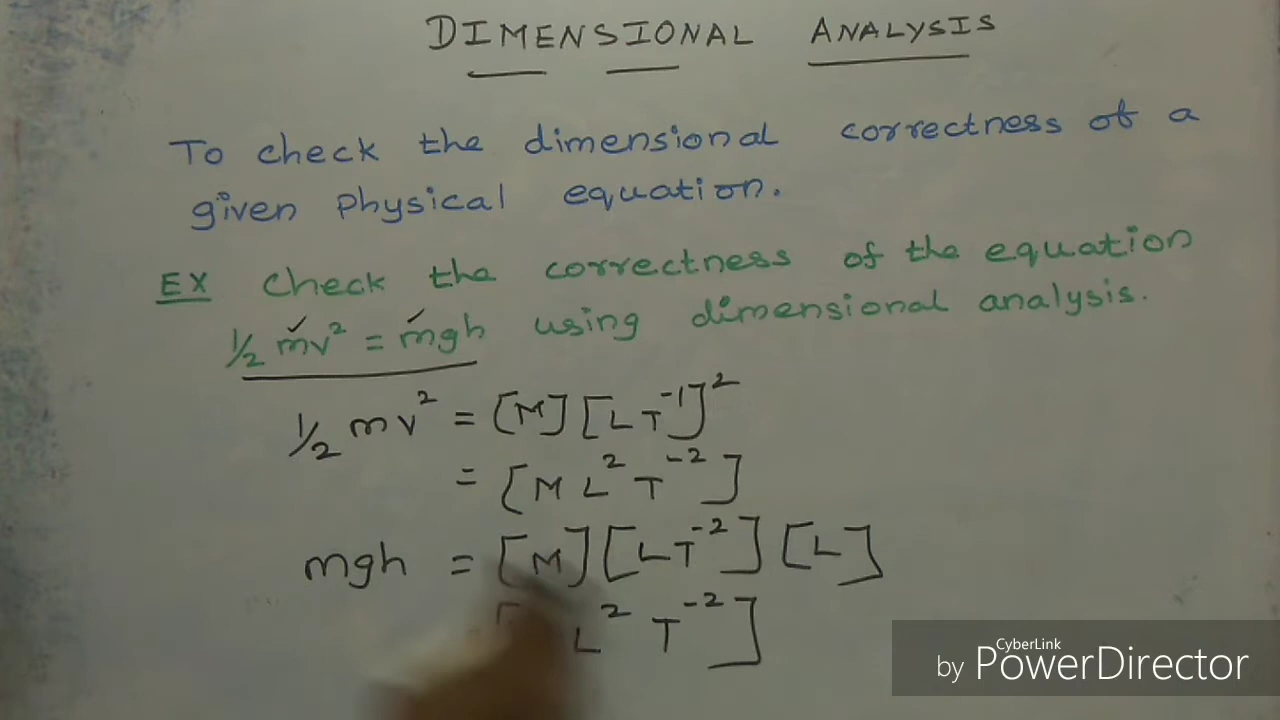 DIMENSIONAL ANALYSIS
To check the dimensional correctness of a
given physical equation.
EX Check the correctness of the equation
1/2 mv² = mgh using dimensional analysis.
1/2 mv² = [M] [LT⁻¹]²
= [M L² T⁻²]
mgh = [M] [LT⁻²] [L]
[ L² T⁻²]
CyberLink
by PowerDirector